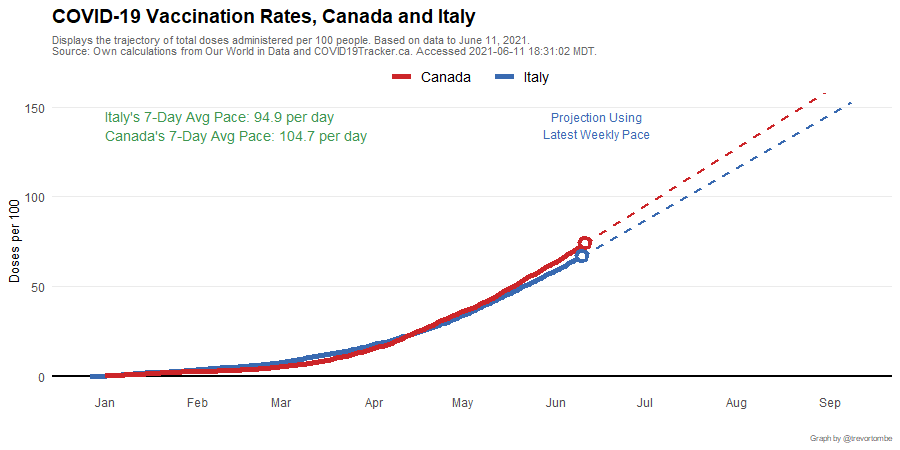 COVID-19 Vaccination Rates, Canada and Italy
Displays the trajectory of total doses administered per 100 people. Based on data to June 11, 2021.
Source: Own calculations from Our World in Data and COVID19Tracker.ca. Accessed 2021-06-11 18:31:02 MDT.
Canada Italy
Italy's 7-Day Avg Pace: 94.9 per day
Canada's 7-Day Avg Pace: 104.7 per day
Projection Using
Latest Weekly Pace
Doses per 100
150
100
50
0
Jan Feb Mar Apr May Jun Jul Aug Sep
Graph by @trevortombe